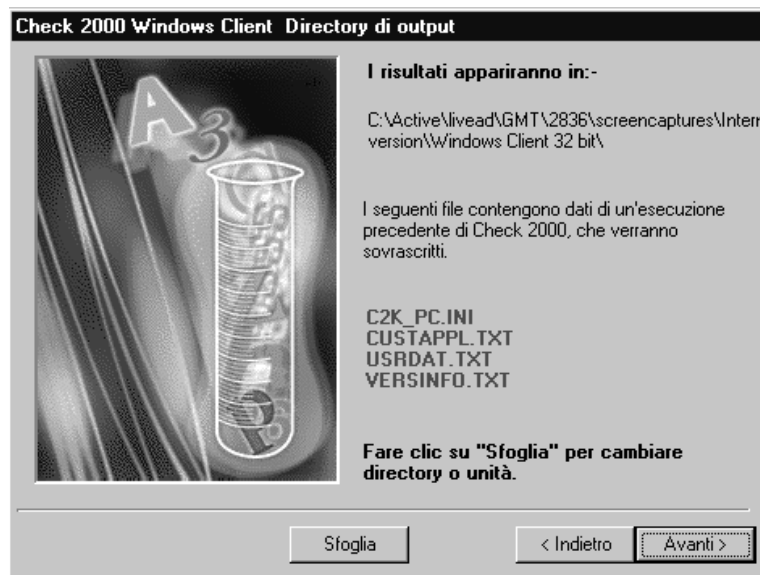 Check 2000 Windows Client  Directory di output
I risultati appariranno in:-
C:\Active\livead\GMT\2836\screencaptures\Intern
version\Windows Client 32 bit\
I seguenti file contengono dati di un'esecuzione
precedente di Check 2000, che verranno
sovrascritti.
C2K_PC.INI
CUSTAPPL.TXT
USRDAT.TXT
VERSINFO.TXT
Fare clic su "Sfoglia" per cambiare
directory o unità.
Sfoglia
< Indietro
Avanti >
A
3